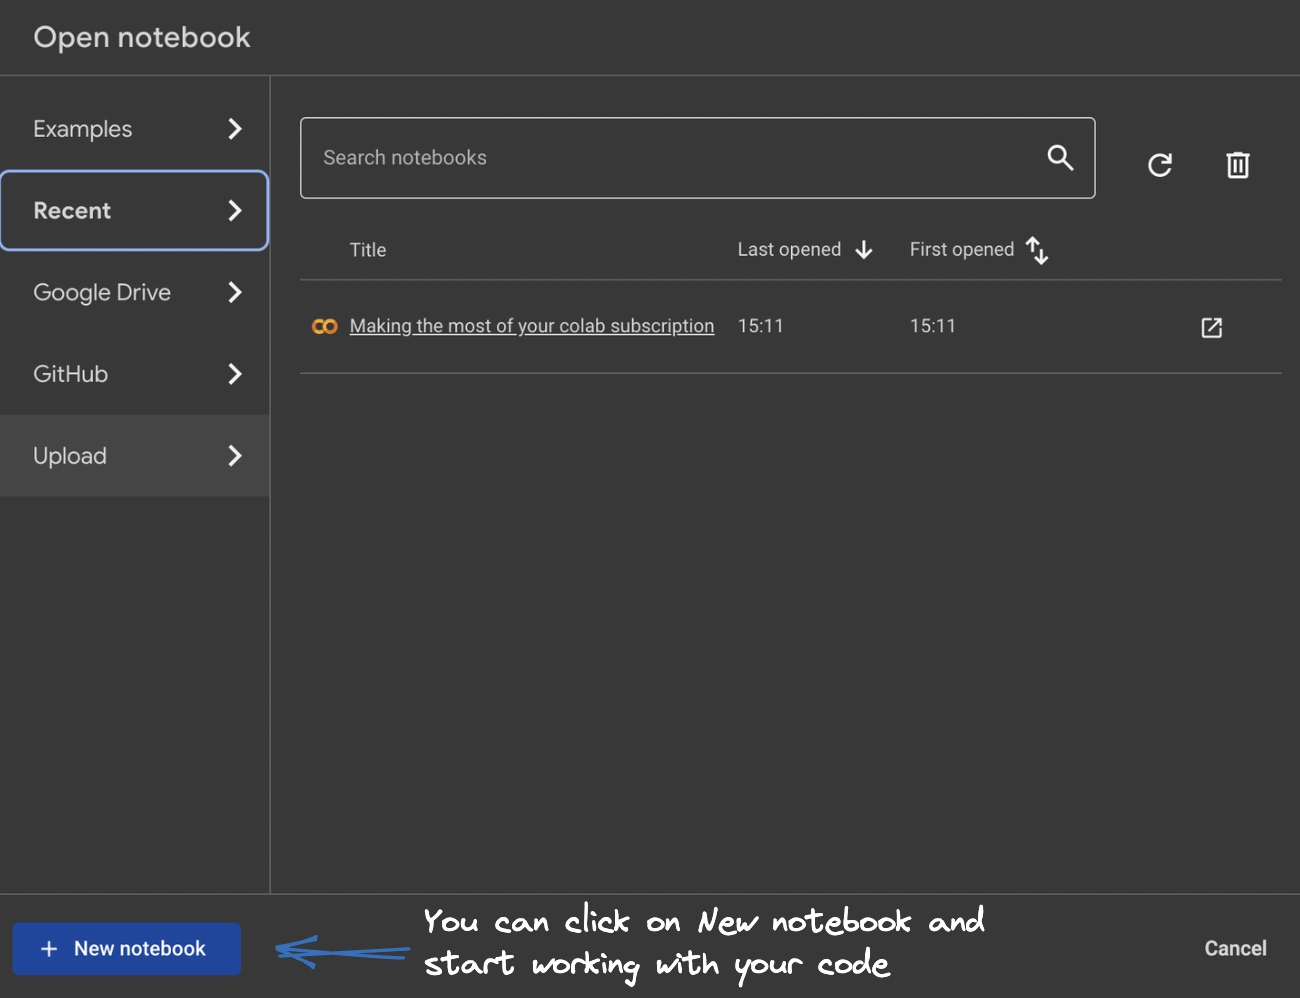 Open notebook
Examples
Recent
Google Drive
GitHub
Upload
Search notebooks
Title Last opened First opened
Making the most of your colab subscription 15:11 15:11
+ New notebook
You can click on New notebook and
start working with your code
Cancel